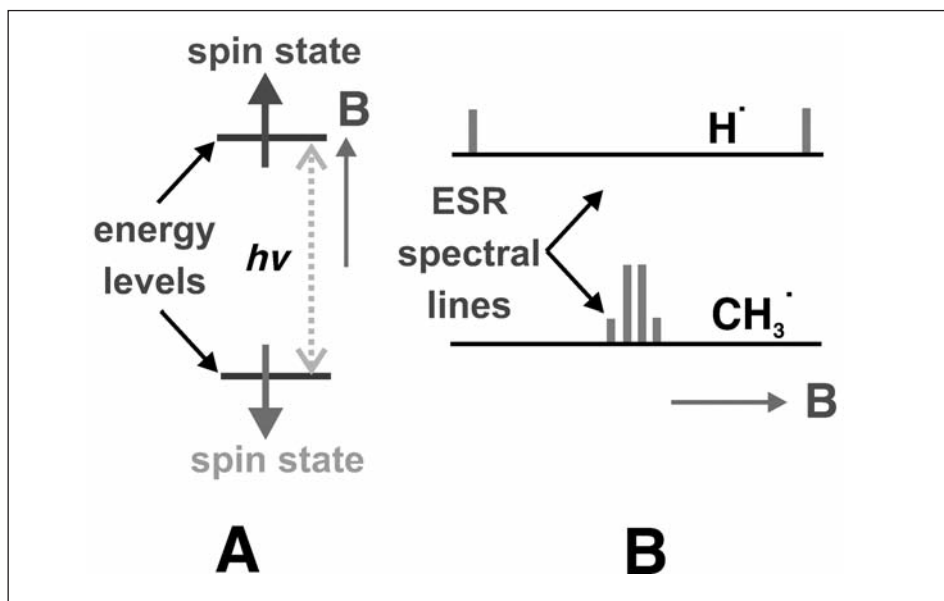 spin state
B
energy
levels
hv
spin state
A
H˙
ESR
spectral
lines
CH₃˙
B
B